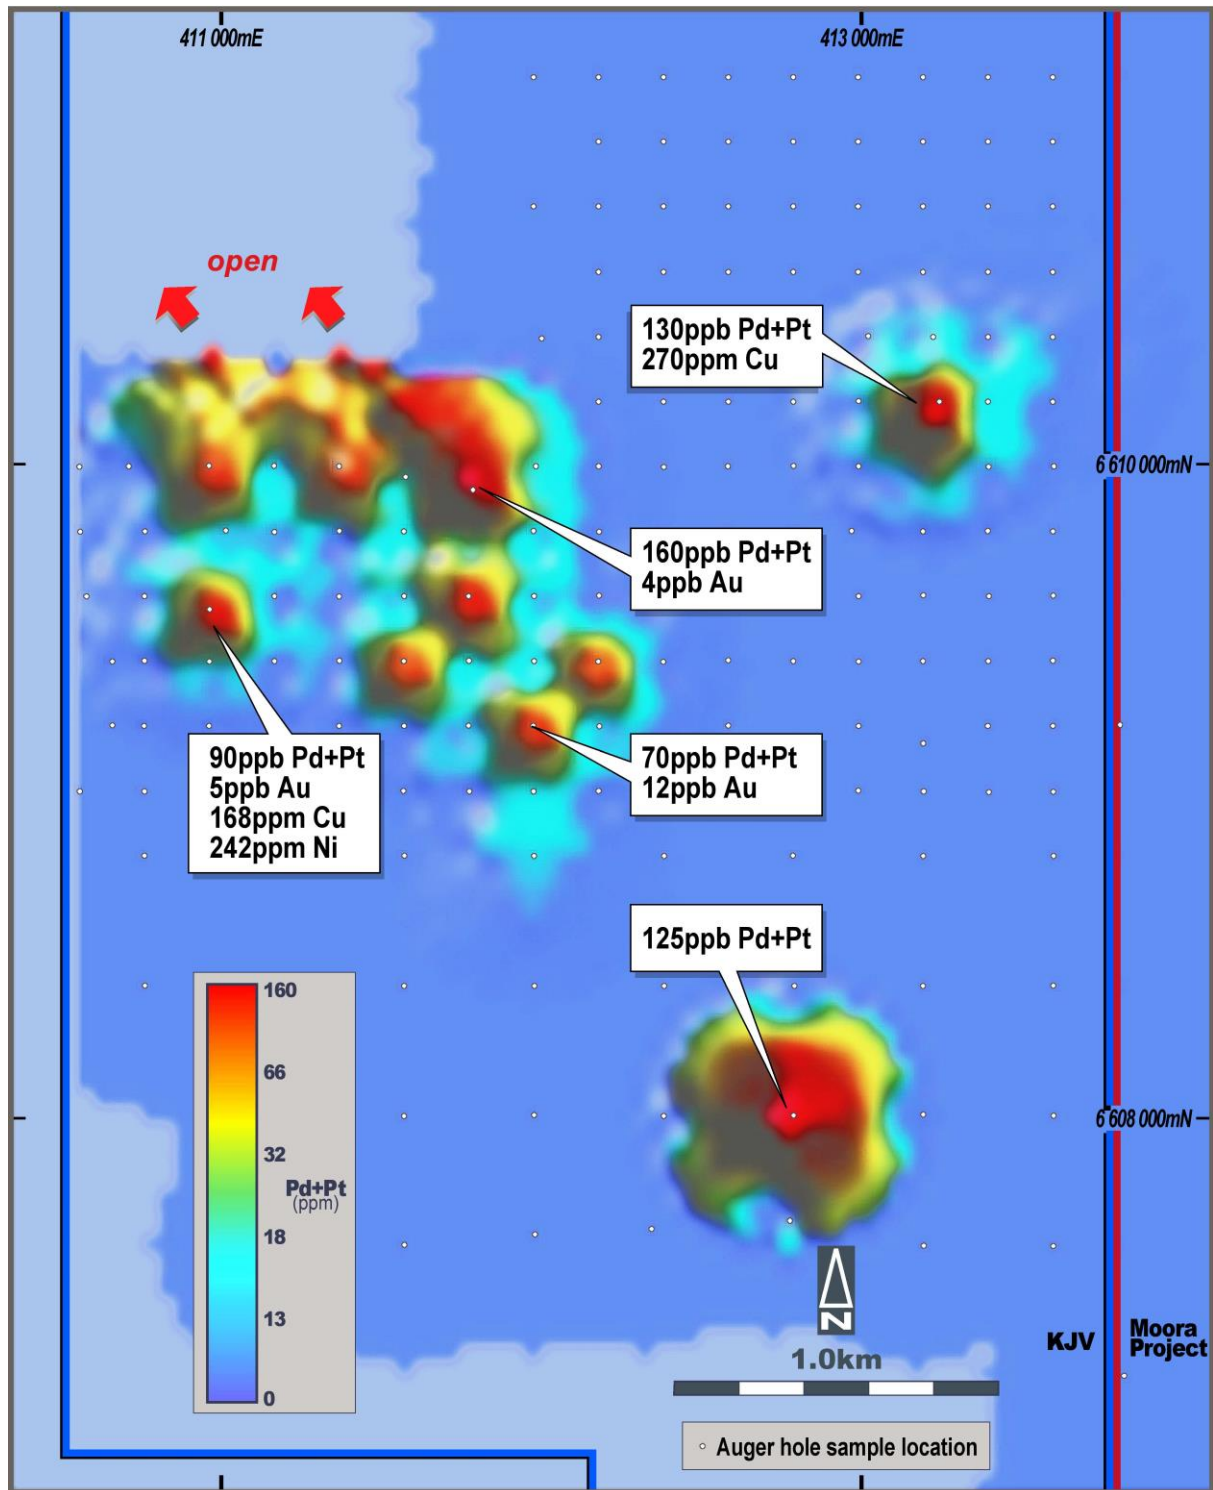 411 000mE
413 000mE
open
130ppb Pd+Pt
270ppm Cu
6 610 000mN
160ppb Pd+Pt
4ppb Au
90ppb Pd+Pt
5ppb Au
168ppm Cu
242ppm Ni
70ppb Pd+Pt
12ppb Au
125ppb Pd+Pt
160
66
32
Pd+Pt
(ppm)
18
13
0
6 608 000mN
N
1.0km
KJV
Moora
Project
Auger hole sample location